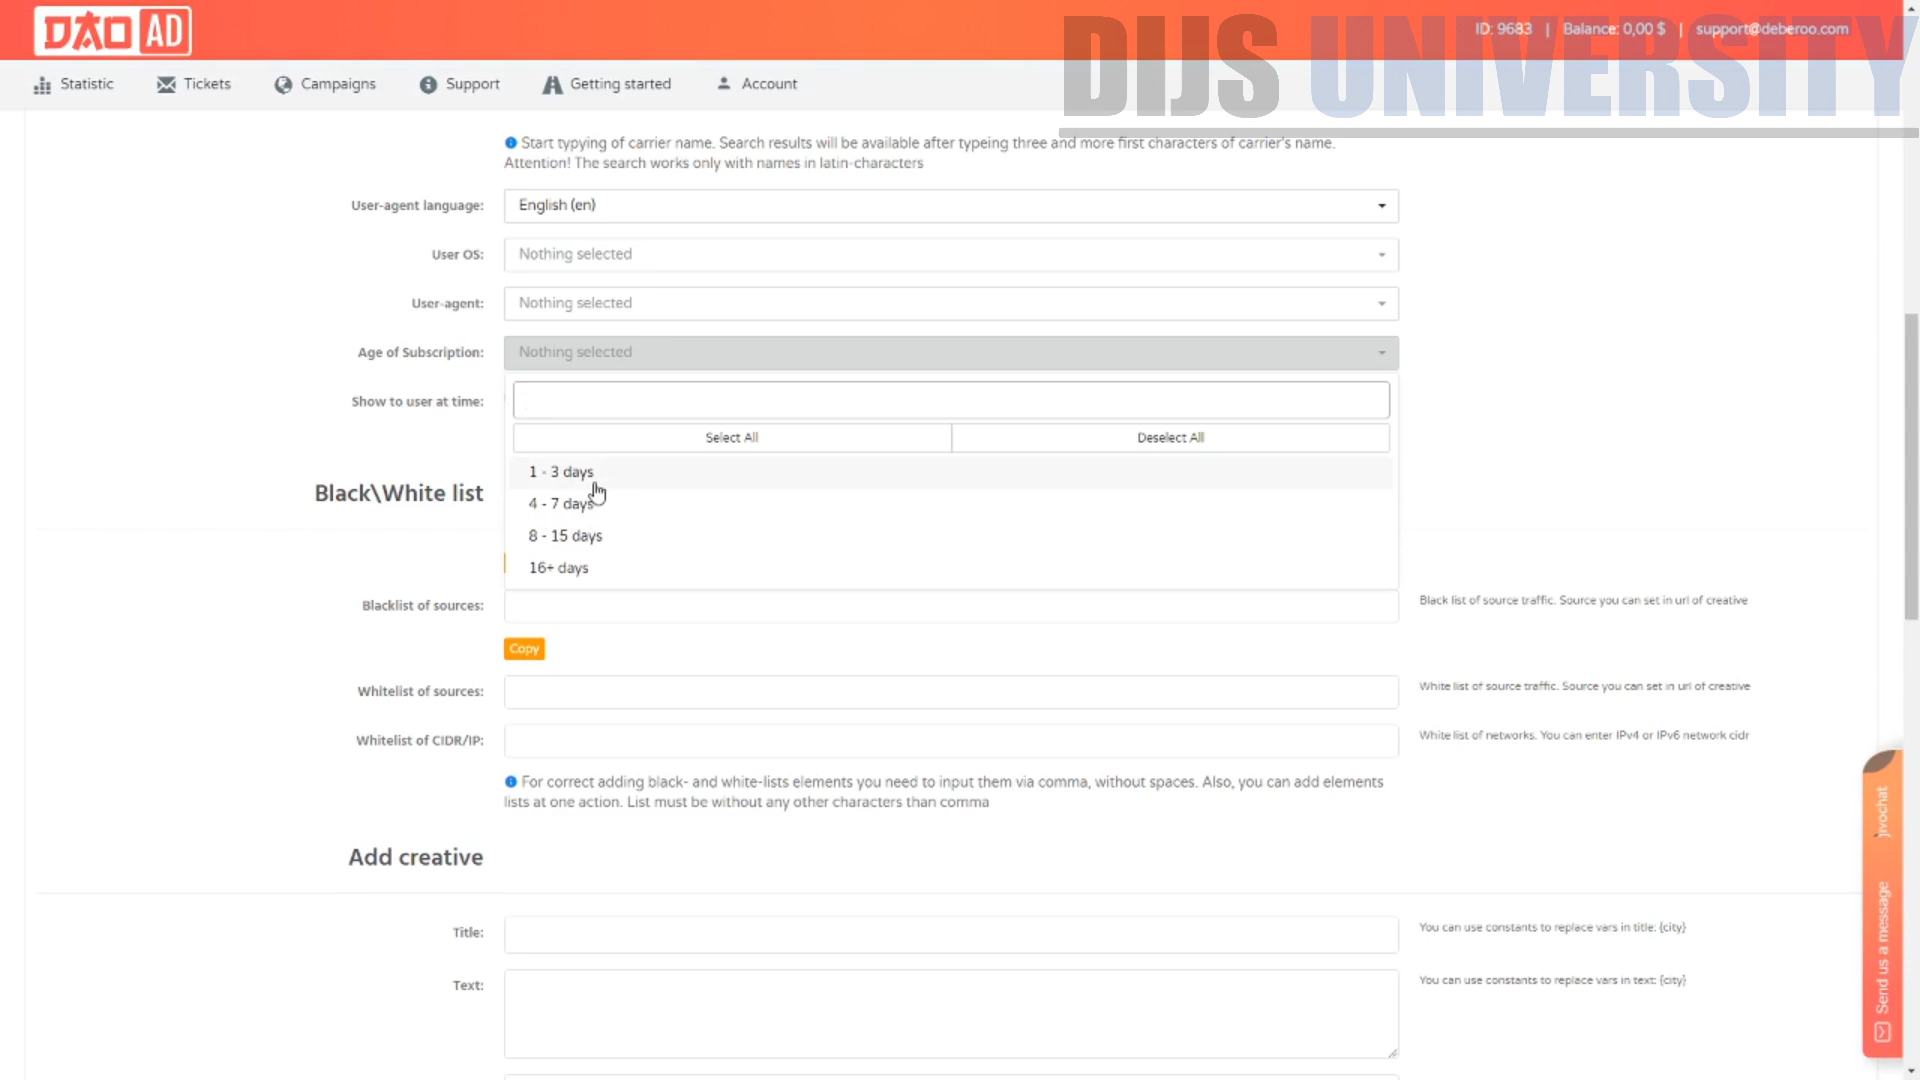 DAO AD
ID: 9683 | Balance: 0,00 $ | support@deberoo.com
DIJS UNIVERSITY
Statistic Tickets Campaigns Support Getting started Account
Start typying of carrier name. Search results will be available after typeing three and more first characters of carrier's name.
Attention! The search works only with names in latin-characters
User-agent language: English (en)
User OS: Nothing selected
User-agent: Nothing selected
Age of Subscription: Nothing selected
Show to user at time:
Select All Deselect All
1 - 3 days
Black\White list
4 - 7 days
8 - 15 days
16+ days
Blacklist of sources: Black list of source traffic. Source you can set in url of creative
Copy
Whitelist of sources: White list of source traffic. Source you can set in url of creative
Whitelist of CIDR/IP: White list of networks. You can enter IPv4 or IPv6 network cidr
For correct adding black- and white-lists elements you need to input them via comma, without spaces. Also, you can add elements
lists at one action. List must be without any other characters than comma
Add creative
Title: You can use constants to replace vars in title: {city}
Text: You can use constants to replace vars in text: {city}
Send us a message jivochat